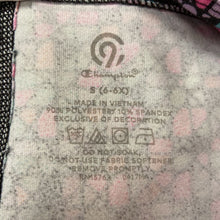 C9
Champion
S (6-6X)
MADE IN VIETNAM
90% POLYESTER/10% SPANDEX
EXCLUSIVE OF DECORATION
DO NOT IRON
DO NOT USE FABRIC SOFTENER
REMOVE PROMPTLY.